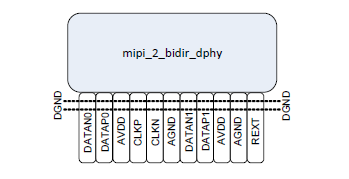 mipi_2_bidir_dphy
DGND
DGND
DATAN0
DATAP0
AVDD
CLKP
CLKN
AGND
DATAN1
DATAP1
AVDD
AGND
REXT